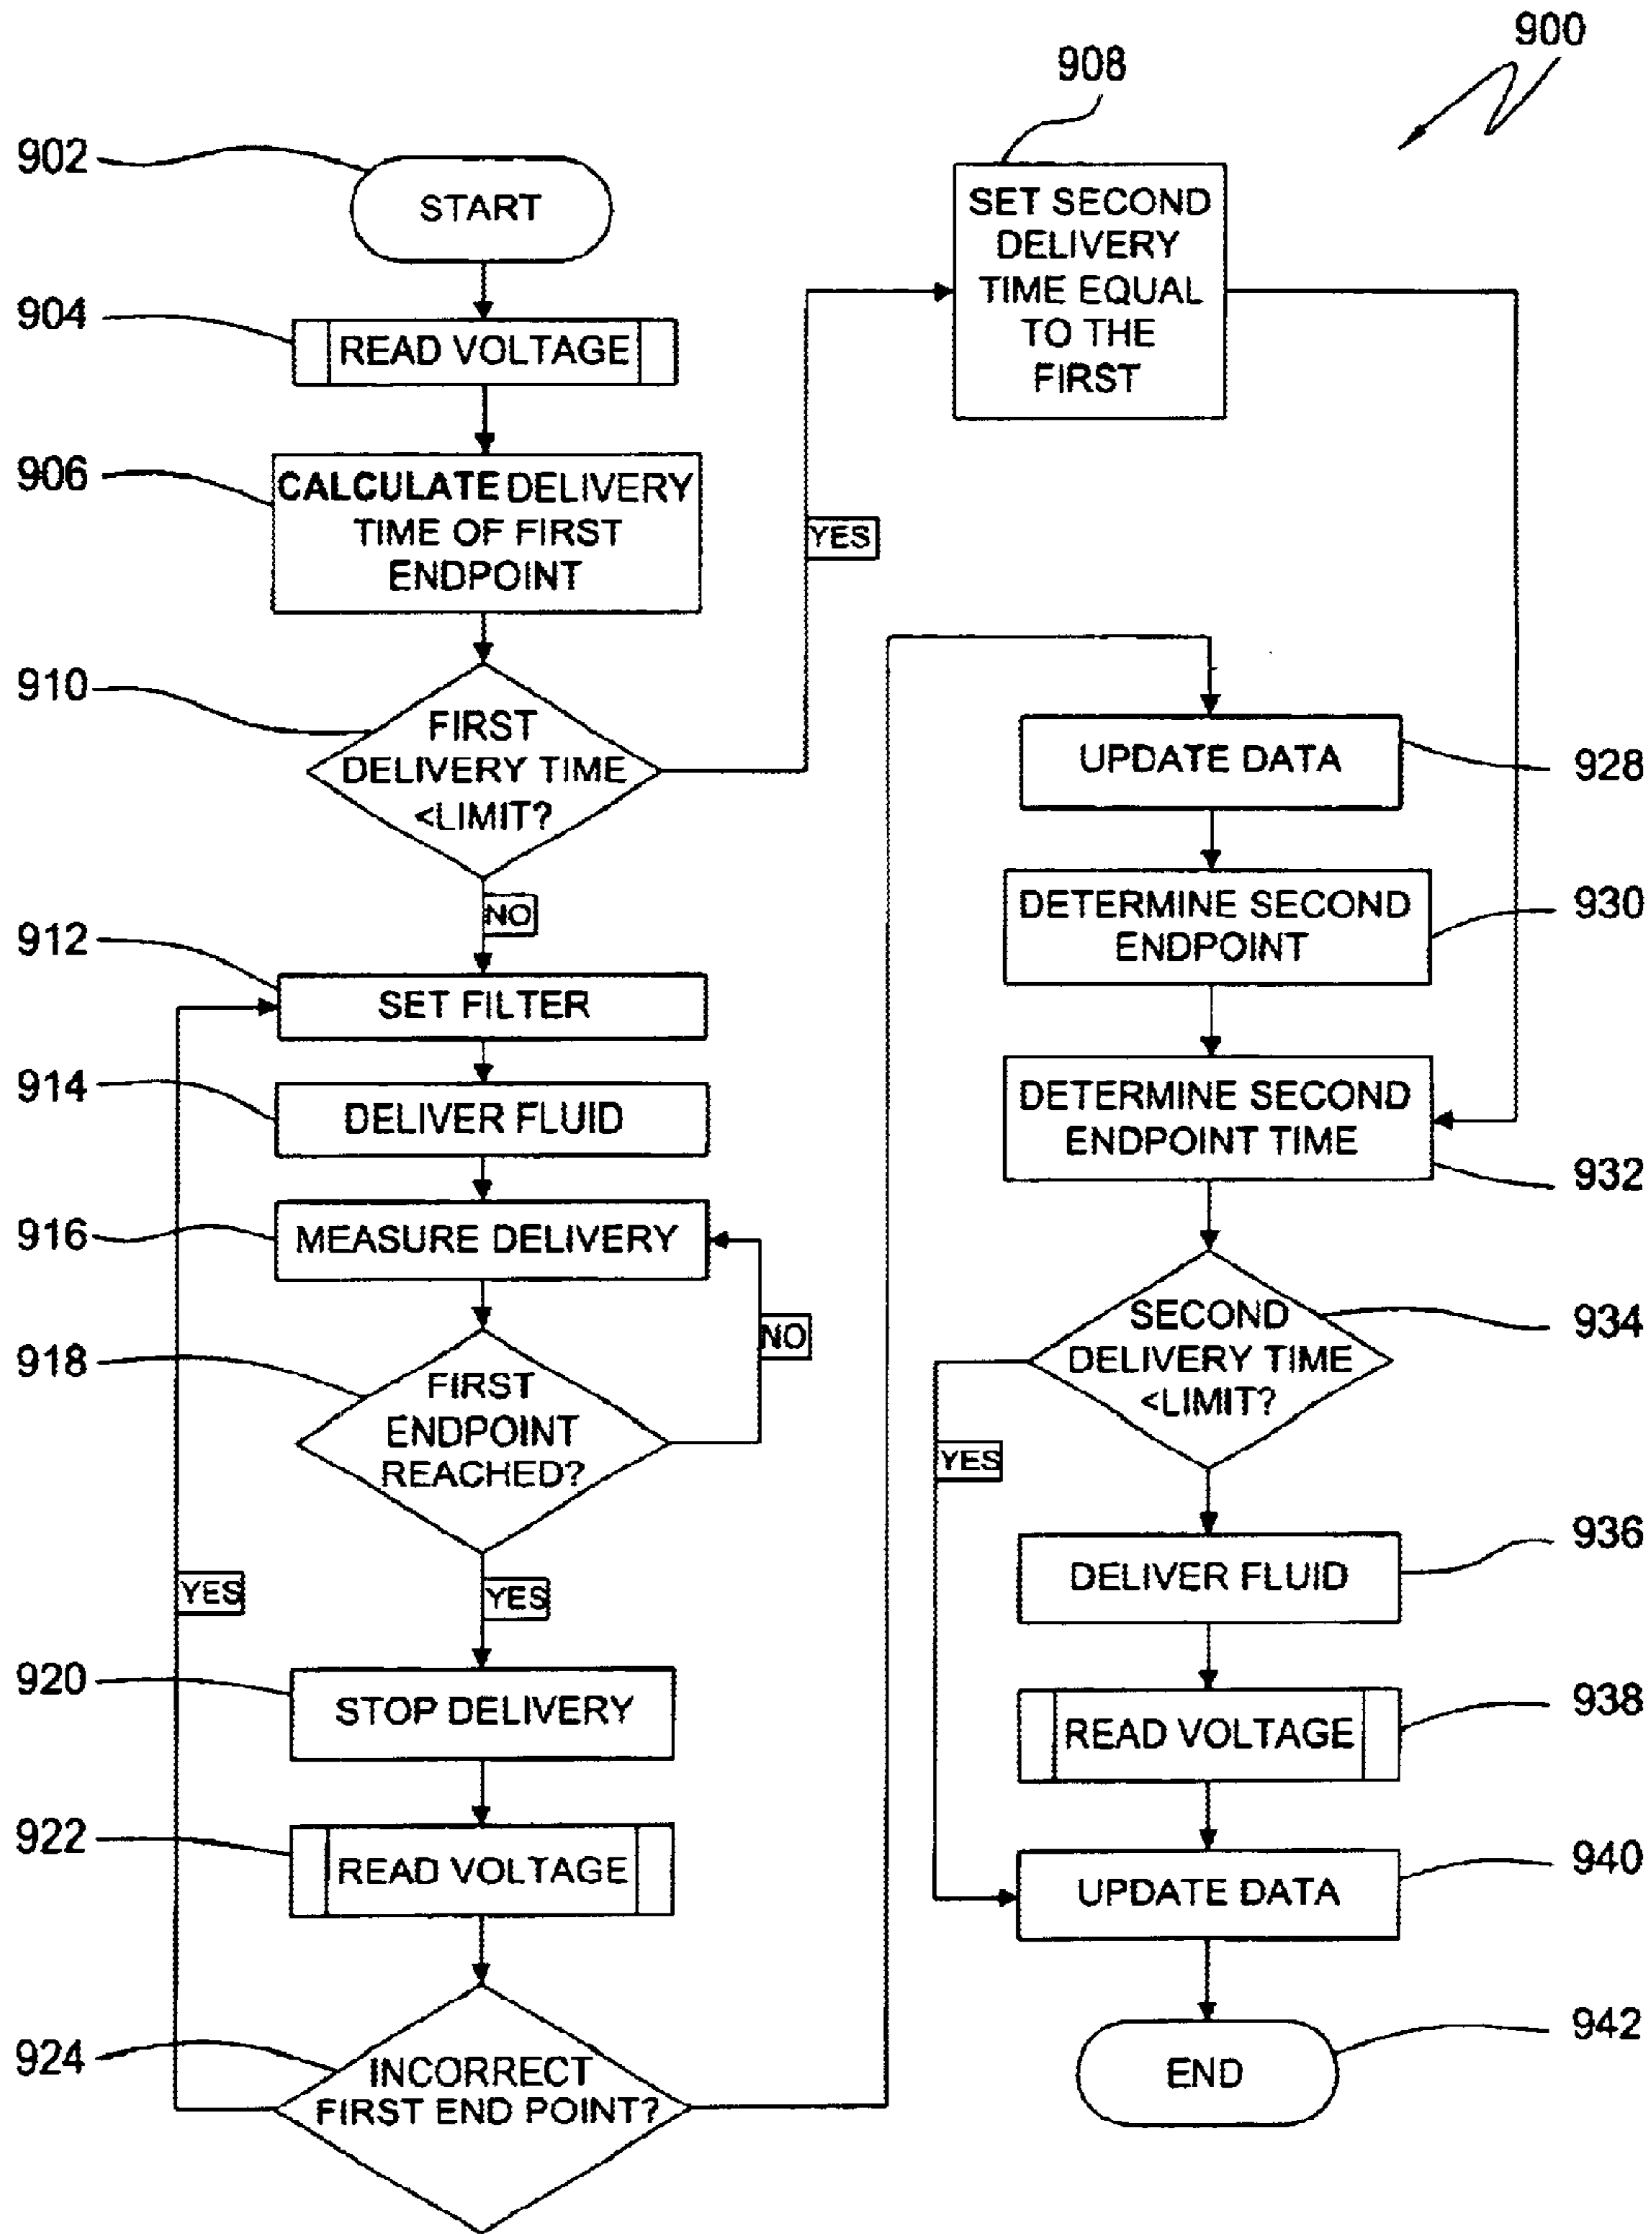 900
908
902
START
SET SECOND
DELIVERY
TIME EQUAL
TO THE
FIRST
904
READ VOLTAGE
906
CALCULATE DELIVERY
TIME OF FIRST
ENDPOINT
YES
910
FIRST
DELIVERY TIME
<LIMIT?
NO
912
SET FILTER
914
DELIVER FLUID
916
MEASURE DELIVERY
NO
918
FIRST
ENDPOINT
REACHED?
YES
YES
920
STOP DELIVERY
922
READ VOLTAGE
924
INCORRECT
FIRST END POINT?
UPDATE DATA
928
DETERMINE SECOND
ENDPOINT
930
DETERMINE SECOND
ENDPOINT TIME
932
SECOND
DELIVERY TIME
<LIMIT?
934
YES
DELIVER FLUID
936
READ VOLTAGE
938
UPDATE DATA
940
END
942